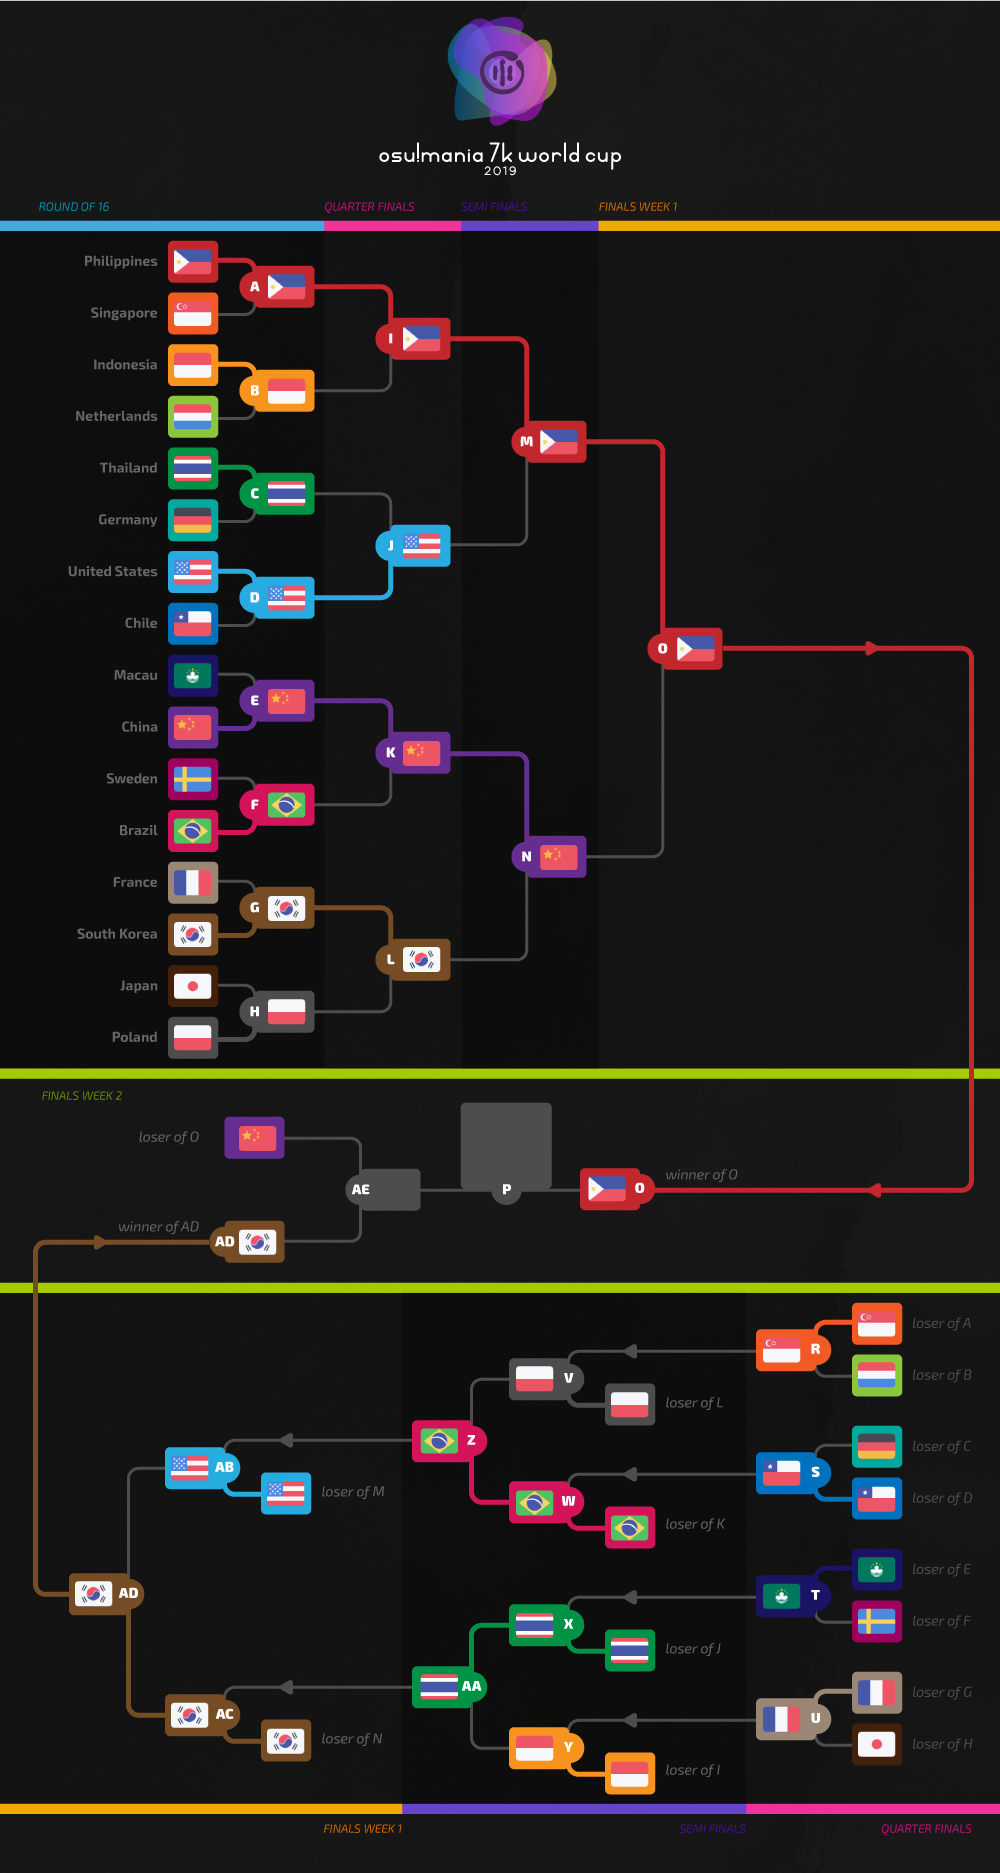 osu!mania 7k world cup
2019
ROUND OF 16
QUARTER FINALS
SEMI FINALS
FINALS WEEK 1
Philippines
A
Singapore
I
Indonesia
B
Netherlands
M
Thailand
C
Germany
J
United States
D
Chile
O
Macau
E
China
K
Sweden
F
Brazil
N
France
G
South Korea
L
Japan
H
Poland
FINALS WEEK 2
loser of O
winner of O
AE
P
O
winner of AD
AD
loser of A
R
V
loser of B
loser of L
Z
loser of C
AB
S
loser of M
W
loser of D
loser of K
loser of E
AD
T
X
loser of F
loser of J
AA
loser of G
AC
U
loser of N
Y
loser of H
loser of I
FINALS WEEK 1
SEMI FINALS
QUARTER FINALS